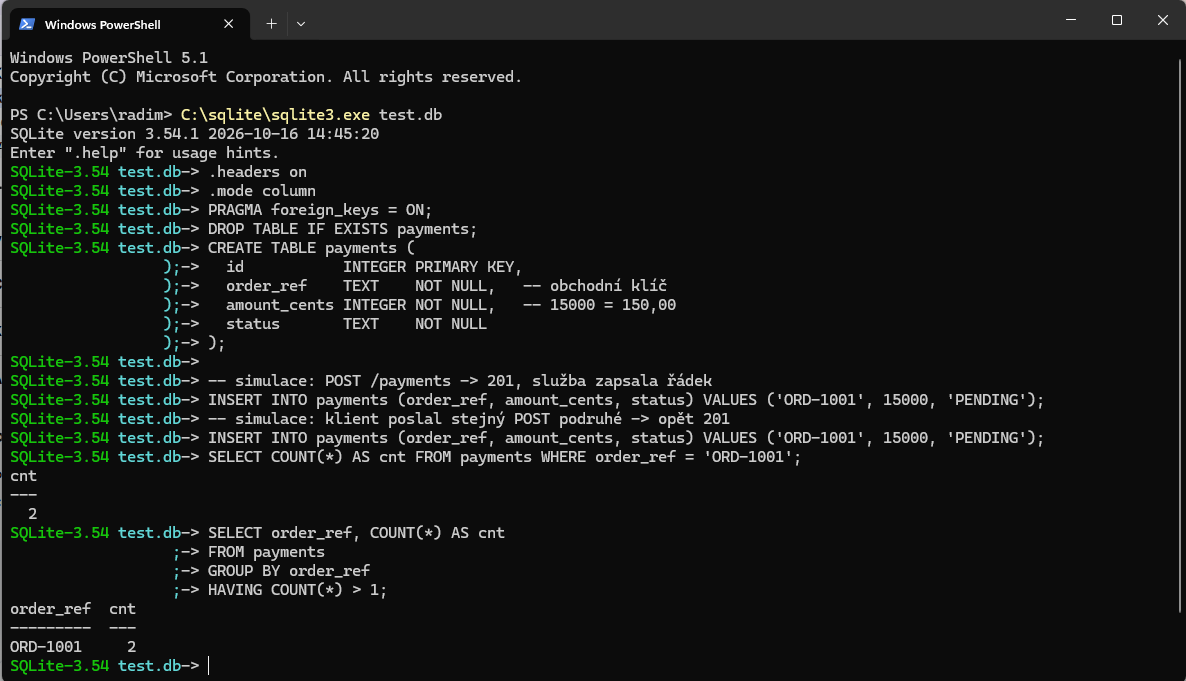 Windows PowerShell
Windows PowerShell 5.1
Copyright (C) Microsoft Corporation. All rights reserved.
PS C:\Users\radim> C:\sqlite\sqlite3.exe test.db
SQLite version 3.54.1 2026-10-16 14:45:20
Enter ".help" for usage hints.
SQLite-3.54 test.db-> .headers on
SQLite-3.54 test.db-> .mode column
SQLite-3.54 test.db-> PRAGMA foreign_keys = ON;
SQLite-3.54 test.db-> DROP TABLE IF EXISTS payments;
SQLite-3.54 test.db-> CREATE TABLE payments (
                 );->   id           INTEGER PRIMARY KEY,
                 );->   order_ref    TEXT    NOT NULL,   -- obchodní klíč
                 );->   amount_cents INTEGER NOT NULL,   -- 15000 = 150,00
                 );->   status       TEXT    NOT NULL
                 );-> );
SQLite-3.54 test.db->
SQLite-3.54 test.db-> -- simulace: POST /payments -> 201, služba zapsala řádek
SQLite-3.54 test.db-> INSERT INTO payments (order_ref, amount_cents, status) VALUES ('ORD-1001', 15000, 'PENDING');
SQLite-3.54 test.db-> -- simulace: klient poslal stejný POST podruhé -> opět 201
SQLite-3.54 test.db-> INSERT INTO payments (order_ref, amount_cents, status) VALUES ('ORD-1001', 15000, 'PENDING');
SQLite-3.54 test.db-> SELECT COUNT(*) AS cnt FROM payments WHERE order_ref = 'ORD-1001';
cnt
---
  2
SQLite-3.54 test.db-> SELECT order_ref, COUNT(*) AS cnt
                  ;-> FROM payments
                  ;-> GROUP BY order_ref
                  ;-> HAVING COUNT(*) > 1;
order_ref  cnt
---------  ---
ORD-1001     2
SQLite-3.54 test.db->